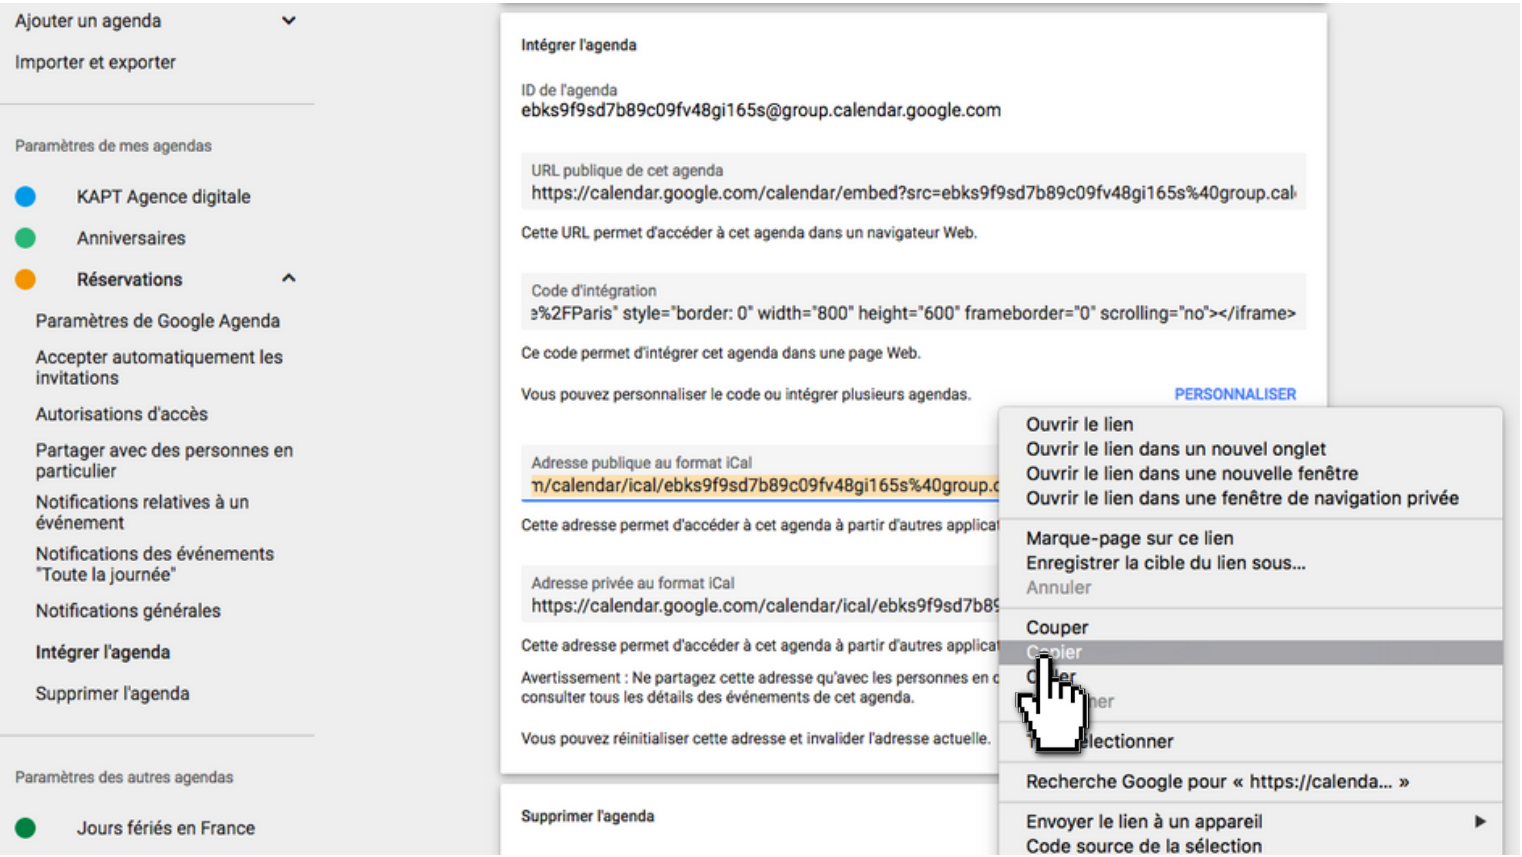 Ajouter un agenda
Importer et exporter
Paramètres de mes agendas
KAPT Agence digitale
Anniversaires
Réservations
Paramètres de Google Agenda
Accepter automatiquement les
invitations
Autorisations d'accès
Partager avec des personnes en
particulier
Notifications relatives à un
événement
Notifications des événements
"Toute la journée"
Notifications générales
Intégrer l'agenda
Supprimer l'agenda
Paramètres des autres agendas
Jours fériés en France
Intégrer l'agenda
ID de l'agenda
ebks9f9sd7b89c09fv48gi165s@group.calendar.google.com
URL publique de cet agenda
https://calendar.google.com/calendar/embed?src=ebks9f9sd7b89c09fv48gi165s%40group.cal
Cette URL permet d'accéder à cet agenda dans un navigateur Web.
Code d'intégration
e%2FParis" style="border: 0" width="800" height="600" frameborder="0" scrolling="no"></iframe>
Ce code permet d'intégrer cet agenda dans une page Web.
Vous pouvez personnaliser le code ou intégrer plusieurs agendas.
PERSONNALISER
Adresse publique au format iCal
m/calendar/ical/ebks9f9sd7b89c09fv48gi165s%40group.c
Cette adresse permet d'accéder à cet agenda à partir d'autres applicat
Adresse privée au format iCal
https://calendar.google.com/calendar/ical/ebks9f9sd7b89
Cette adresse permet d'accéder à cet agenda à partir d'autres applicat
Avertissement : Ne partagez cette adresse qu'avec les personnes en c
consulter tous les détails des événements de cet agenda.
Vous pouvez réinitialiser cette adresse et invalider l'adresse actuelle.
Supprimer l'agenda
Ouvrir le lien
Ouvrir le lien dans un nouvel onglet
Ouvrir le lien dans une nouvelle fenêtre
Ouvrir le lien dans une fenêtre de navigation privée
Marque-page sur ce lien
Enregistrer la cible du lien sous...
Annuler
Couper
Copier
Recherche Google pour « https://calenda... »
Envoyer le lien à un appareil
Code source de la sélection